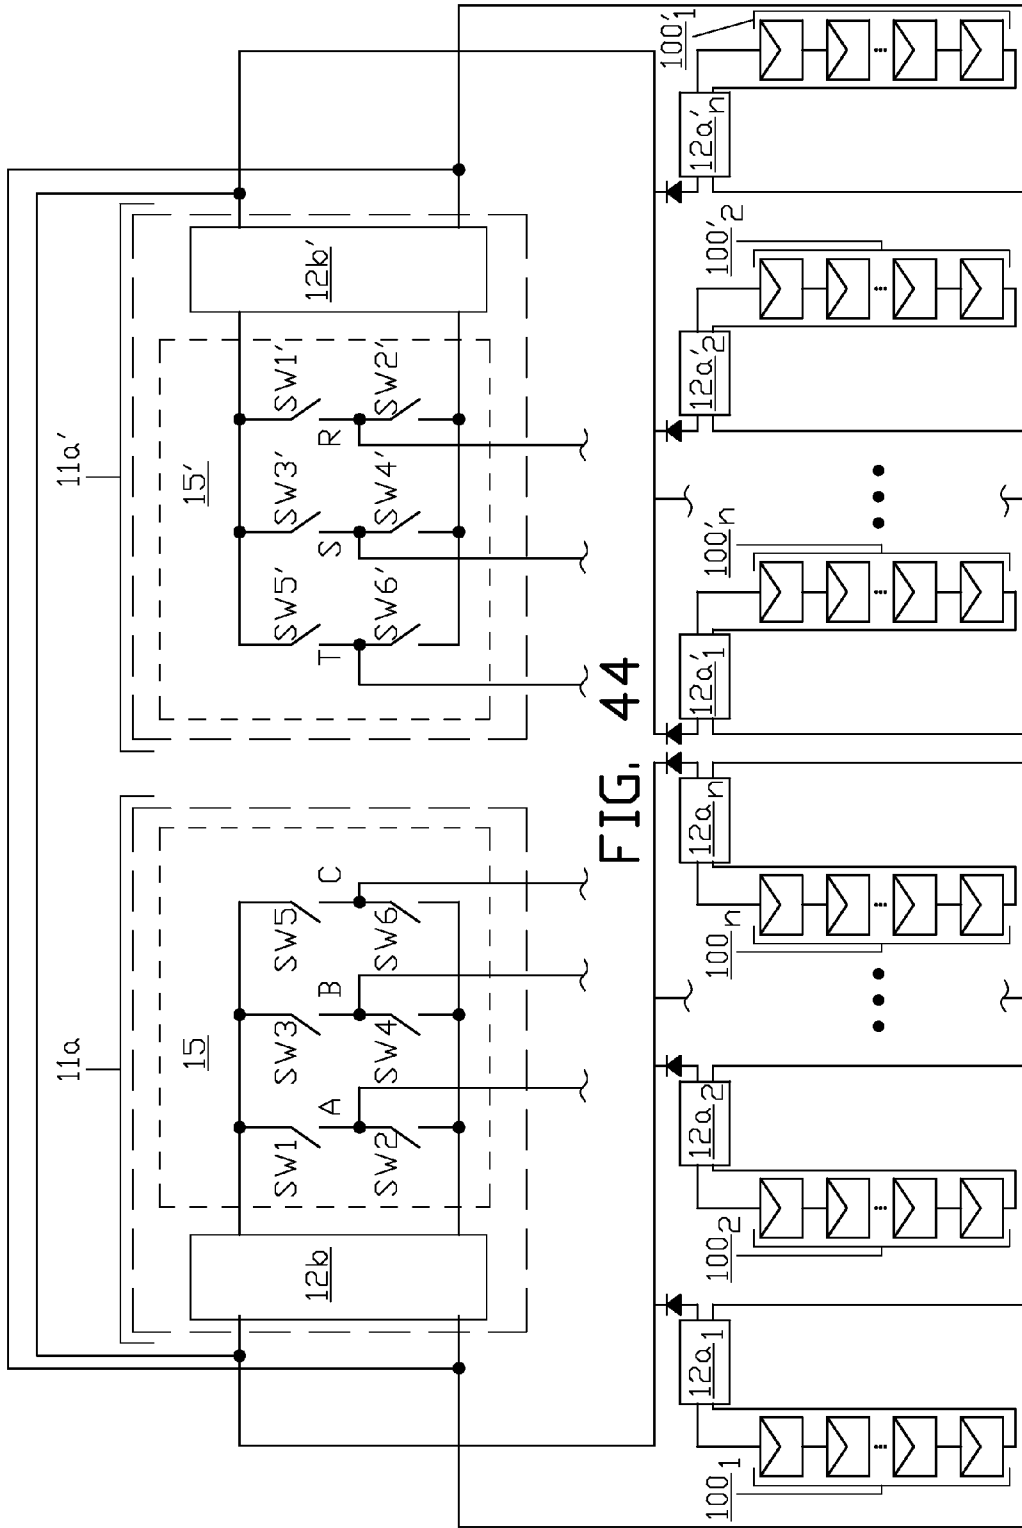 11a 11a′
15 15′
SW1 SW3 SW5 SW5′ SW3′ SW1′
12b A B C T S R 12b′
SW2 SW4 SW6 SW6′ SW4′ SW2′
FIG. 44
12a₁ 12a₂ 12aₙ 12a′₁ 12a′₂ 12a′ₙ
100₁ 100₂ 100ₙ 100′ₙ 100′₂ 100′₁